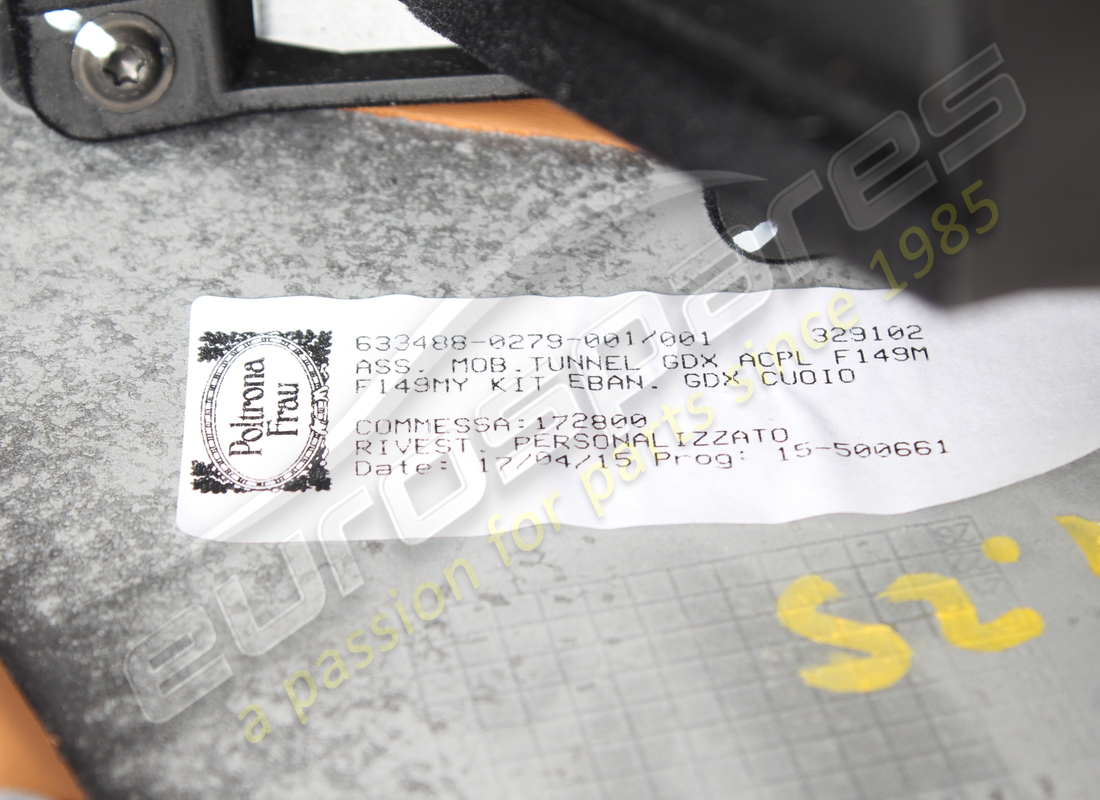 Poltrona
Frau
633488-0279-001/001 329102
ASS. MOB.TUNNEL GDX ACPL F149M
F149MY KIT EBAN. GDX CUOIO
COMMESSA:172800
RIVEST. PERSONALIZZATO
Date: 17/04/15 Prog: 15-500661
eurospares
a passion for parts since 1985